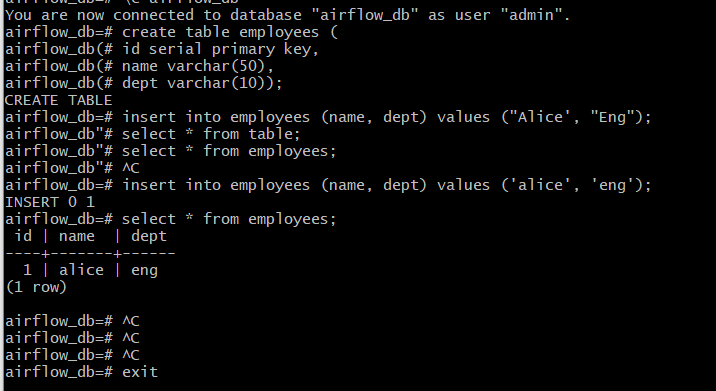 You are now connected to database "airflow_db" as user "admin".
airflow_db=# create table employees (
airflow_db(# id serial primary key,
airflow_db(# name varchar(50),
airflow_db(# dept varchar(10));
CREATE TABLE
airflow_db=# insert into employees (name, dept) values ("Alice', "Eng");
airflow_db"# select * from table;
airflow_db"# select * from employees;
airflow_db"# ^C
airflow_db=# insert into employees (name, dept) values ('alice', 'eng');
INSERT 0 1
airflow_db=# select * from employees;
 id | name  | dept
----+-------+------
  1 | alice | eng
(1 row)

airflow_db=# ^C
airflow_db=# ^C
airflow_db=# ^C
airflow_db=# exit